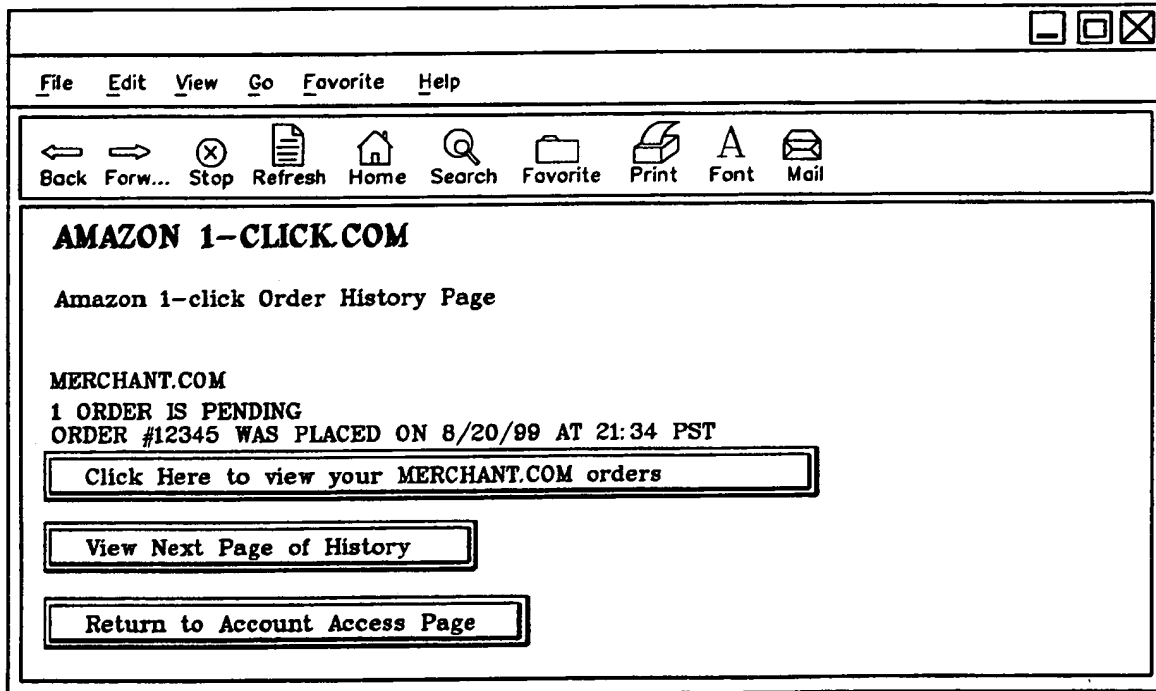 File Edit View Go Favorite Help
Back Forw... Stop Refresh Home Search Favorite Print Font Mail
AMAZON 1-CLICK.COM
Amazon 1-click Order History Page
MERCHANT.COM
1 ORDER IS PENDING
ORDER #12345 WAS PLACED ON 8/20/99 AT 21:34 PST
Click Here to view your MERCHANT.COM orders
View Next Page of History
Return to Account Access Page